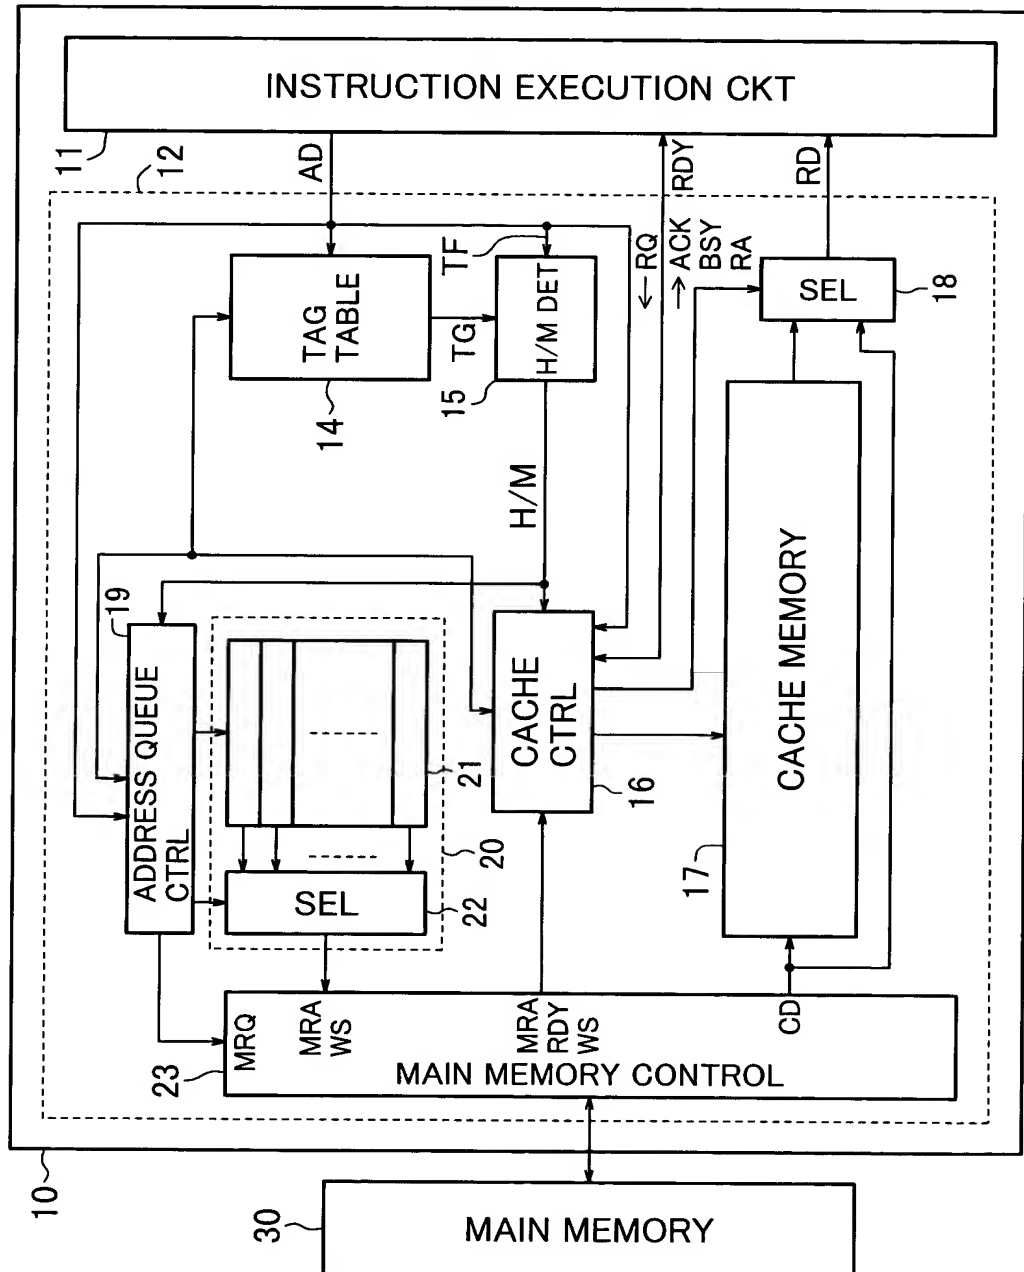 INSTRUCTION EXECUTION CKT
11
12
AD
RDY
RD
TF
← RQ
→ ACK
BSY
RA
TAG
TABLE
14
TG
H/M DET
15
SEL
18
H/M
19
ADDRESS QUEUE
CTRL
21
20
SEL
22
CACHE
CTRL
16
CACHE MEMORY
17
MRQ
MRA
WS
MRA
RDY
WS
CD
23
MAIN MEMORY CONTROL
10
30
MAIN MEMORY